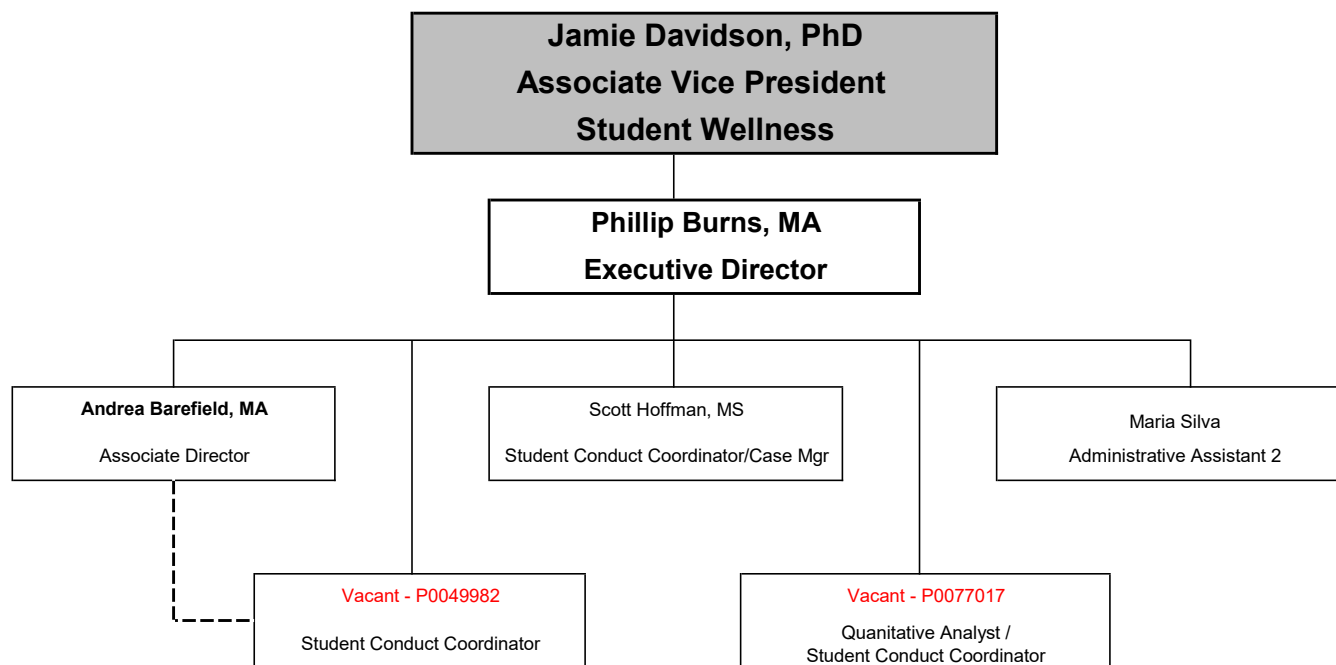 Jamie Davidson, PhD
Associate Vice President
Student Wellness
Phillip Burns, MA
Executive Director
Andrea Barefield, MA
Associate Director
Scott Hoffman, MS
Student Conduct Coordinator/Case Mgr
Maria Silva
Administrative Assistant 2
Vacant - P0049982
Student Conduct Coordinator
Vacant - P0077017
Quanitative Analyst /
Student Conduct Coordinator